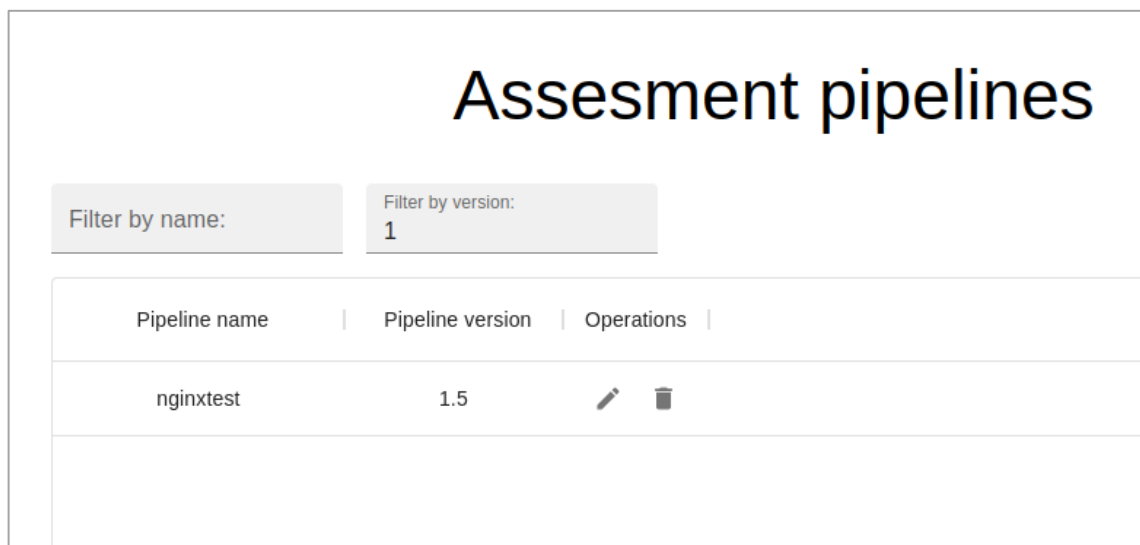 Assesment pipelines
Filter by name:
Filter by version:
1
Pipeline name | Pipeline version | Operations |
nginxtest 1.5